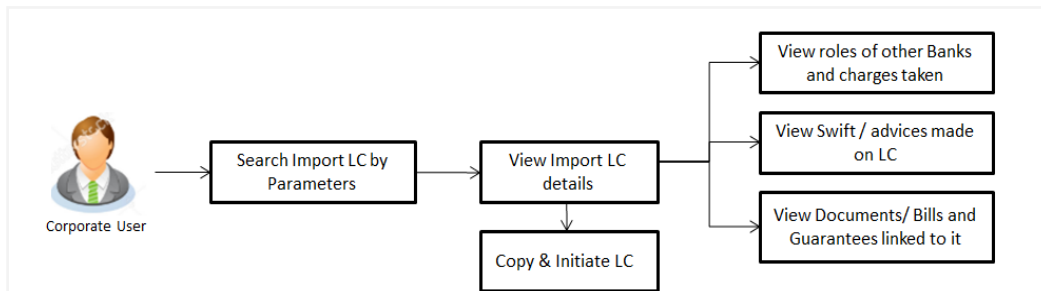 View roles of other Banks
and charges taken
Search Import LC by
Parameters
View Import LC
details
View Swift / advices made
on LC
Corporate User
Copy & Initiate LC
View Documents/ Bills and
Guarantees linked to it